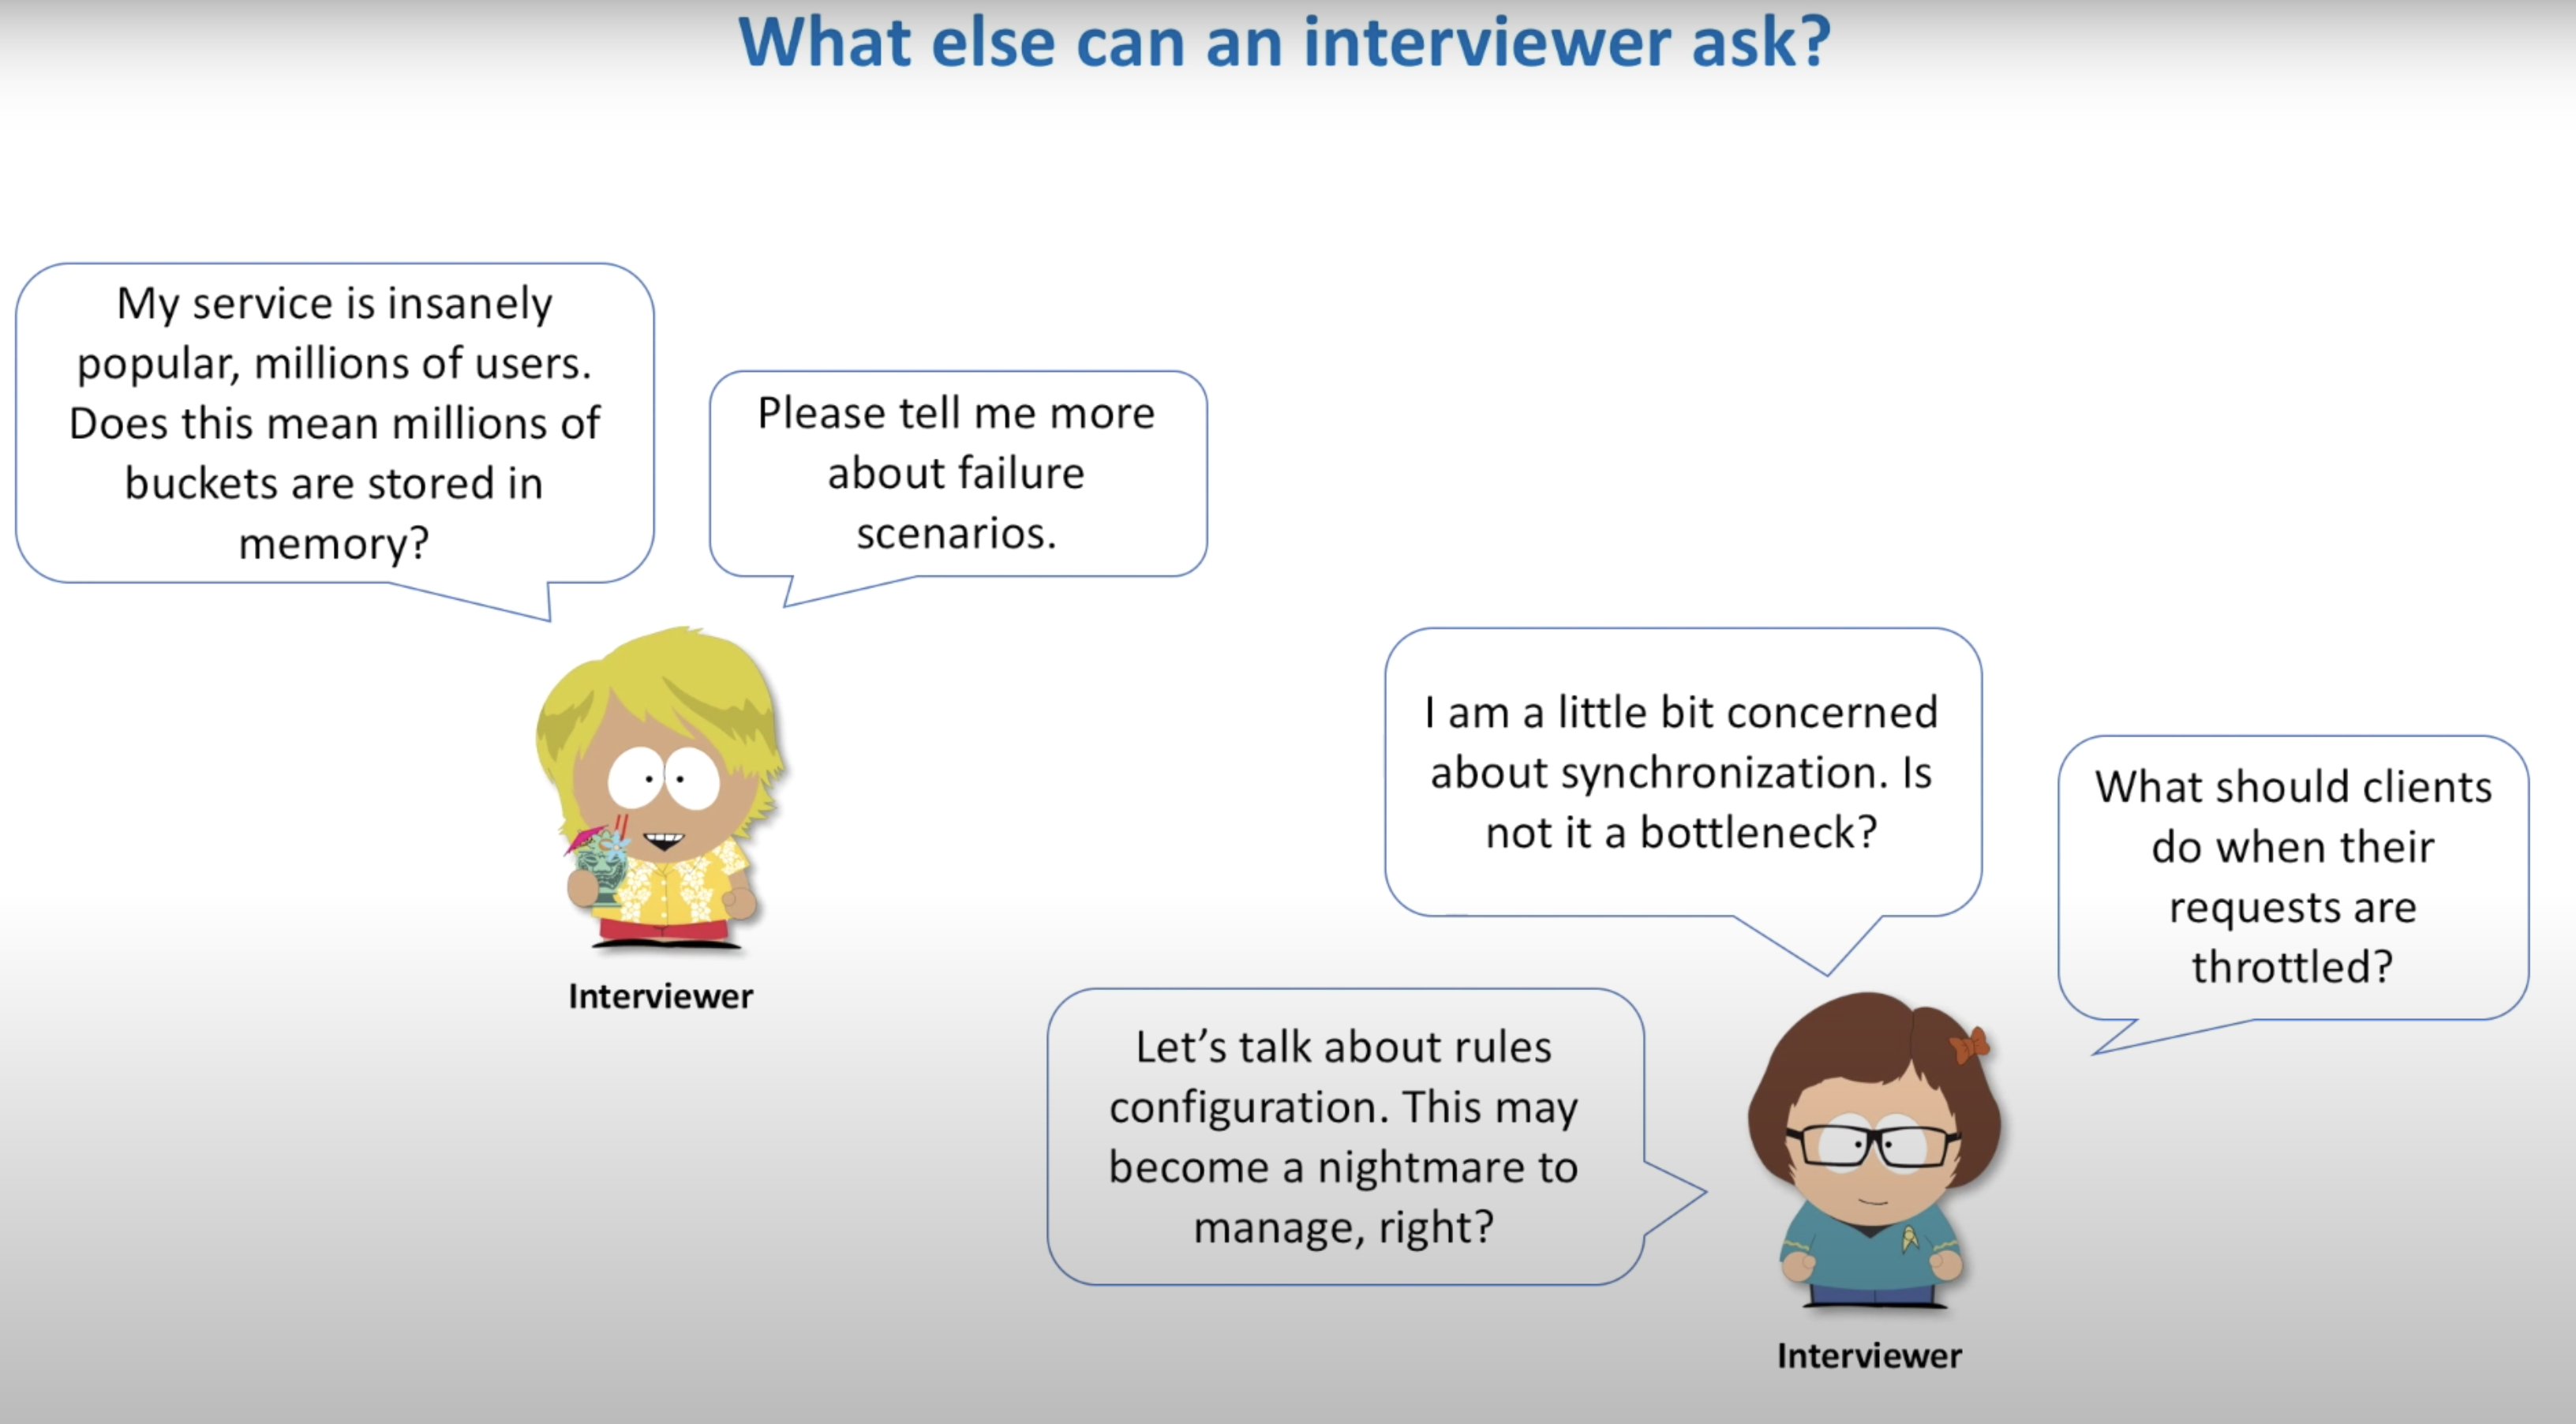 What else can an interviewer ask?
My service is insanely
popular, millions of users.
Does this mean millions of
buckets are stored in
memory?
Please tell me more
about failure
scenarios.
Interviewer
I am a little bit concerned
about synchronization. Is
not it a bottleneck?
What should clients
do when their
requests are
throttled?
Let’s talk about rules
configuration. This may
become a nightmare to
manage, right?
Interviewer